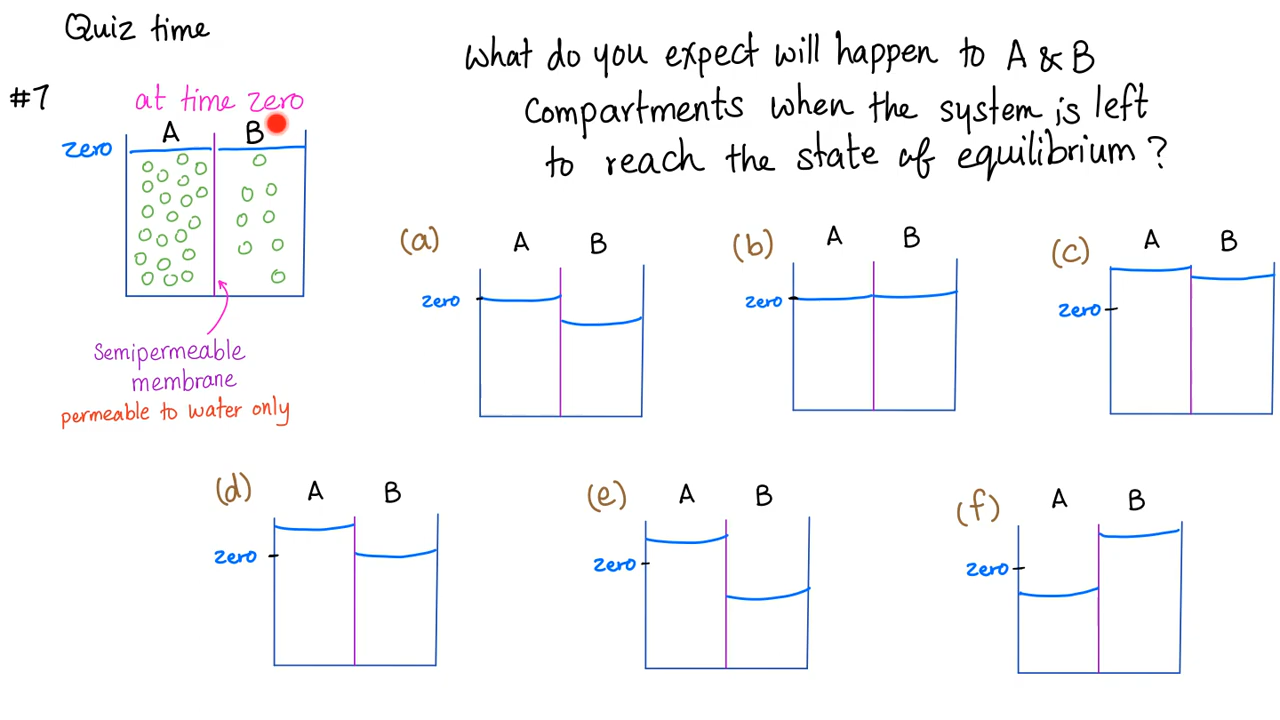 Quiz time
#7
at time zero
A B
zero
Semipermeable
membrane
permeable to water only
What do you expect will happen to A & B
compartments when the system is left
to reach the state of equilibrium?
(a) A B
zero
(b) A B
zero
(c) A B
zero
(d) A B
zero
(e) A B
zero
(f) A B
zero